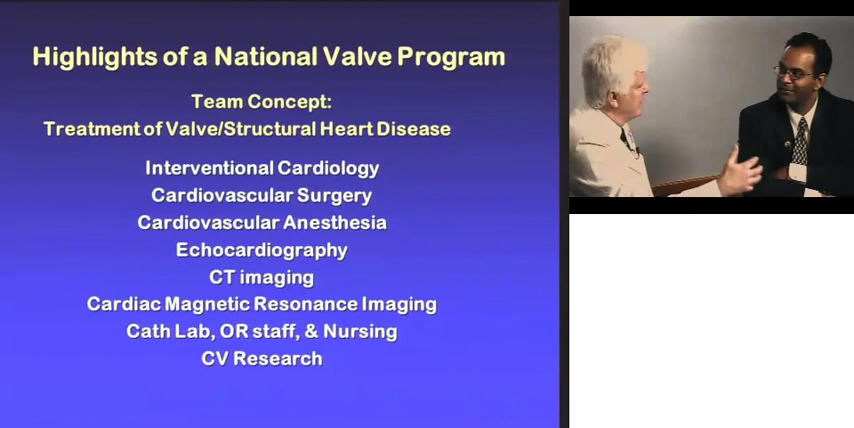 Highlights of a National Valve Program
Team Concept:
Treatment of Valve/Structural Heart Disease
Interventional Cardiology
Cardiovascular Surgery
Cardiovascular Anesthesia
Echocardiography
CT imaging
Cardiac Magnetic Resonance Imaging
Cath Lab, OR staff, & Nursing
CV Research